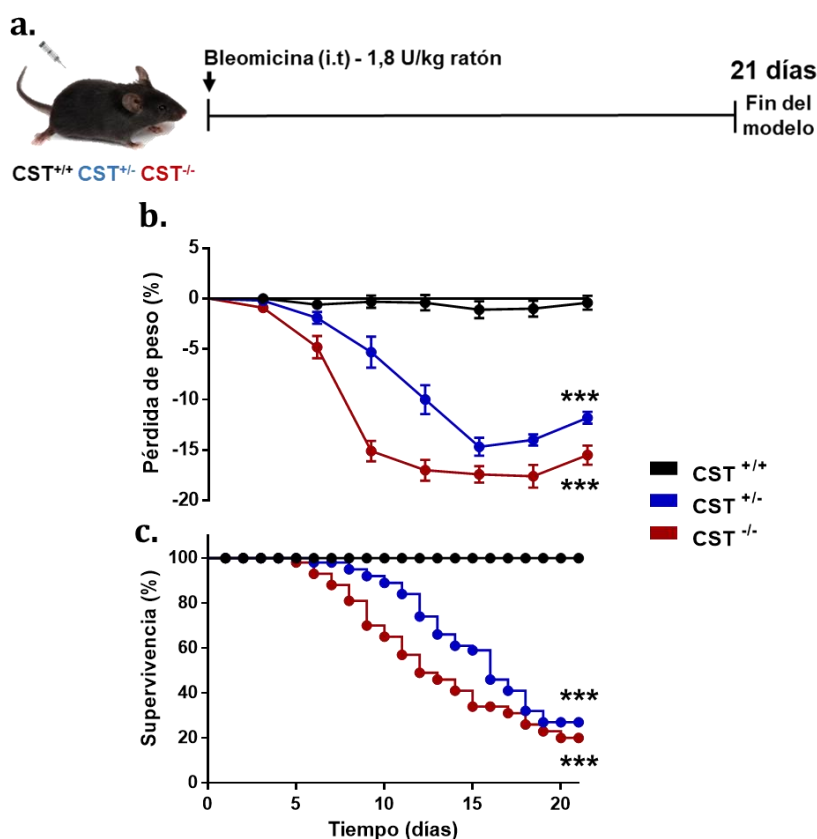 a.
Bleomicina (i.t) - 1,8 U/kg ratón
21 días
Fin del
modelo
CST+/+ CST+/- CST-/-
b.
5
0
-5
-10
-15
-20
Pérdida de peso (%)
***
***
CST +/+
CST +/-
CST -/-
c.
100
80
60
40
20
0
Supervivencia (%)
***
***
0 5 10 15 20
Tiempo (días)